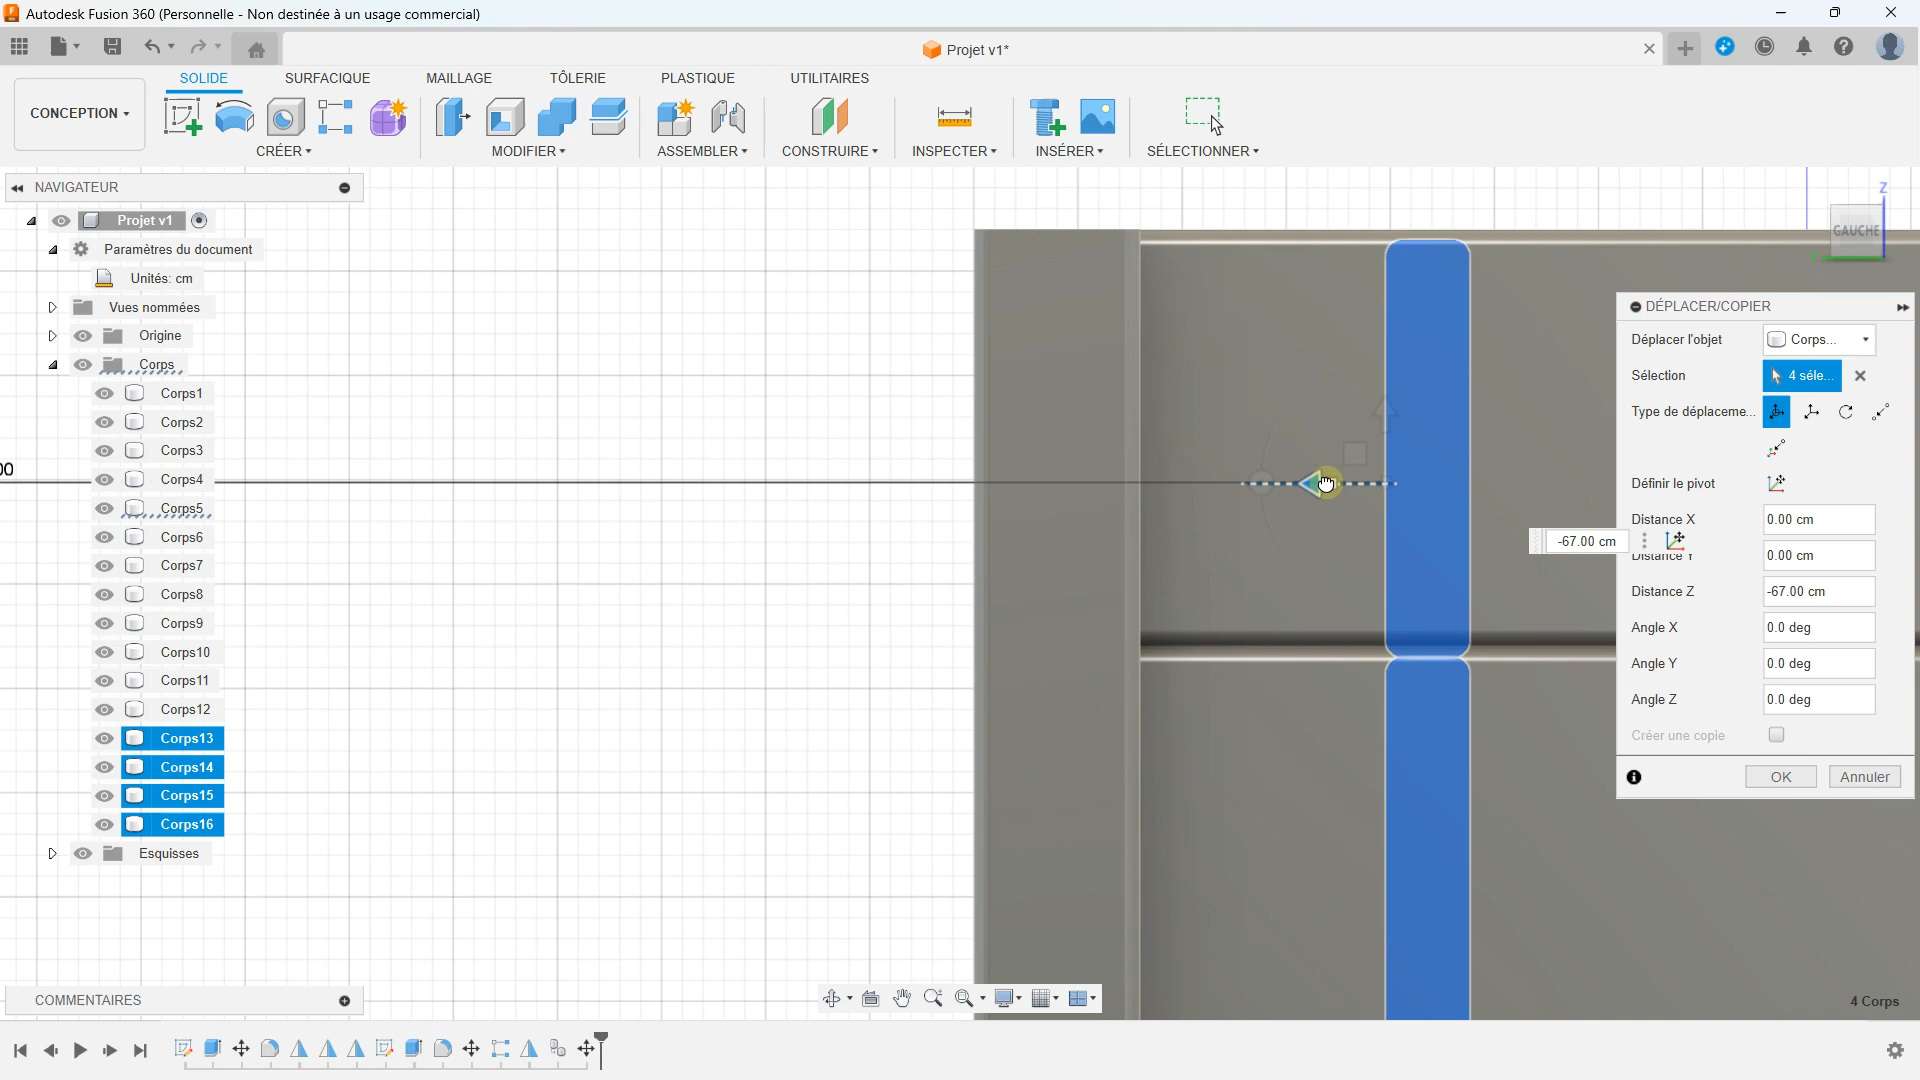 Autodesk Fusion 360 (Personnelle - Non destinée à un usage commercial)
Projet v1*
SOLIDE SURFACIQUE MAILLAGE TÔLERIE PLASTIQUE UTILITAIRES
CONCEPTION
CRÉER MODIFIER ASSEMBLER CONSTRUIRE INSPECTER INSÉRER SÉLECTIONNER
NAVIGATEUR
Projet v1
Paramètres du document
Unités: cm
Vues nommées
Origine
Corps
Corps1
Corps2
Corps3
Corps4
Corps5
Corps6
Corps7
Corps8
Corps9
Corps10
Corps11
Corps12
Corps13
Corps14
Corps15
Corps16
Esquisses
COMMENTAIRES
00
Z
GAUCHE
DÉPLACER/COPIER
Déplacer l'objet Corps...
Sélection 4 séle...
Type de déplaceme...
Définir le pivot
Distance X 0.00 cm
-67.00 cm
Distance Y 0.00 cm
Distance Z -67.00 cm
Angle X 0.0 deg
Angle Y 0.0 deg
Angle Z 0.0 deg
Créer une copie
OK Annuler
4 Corps